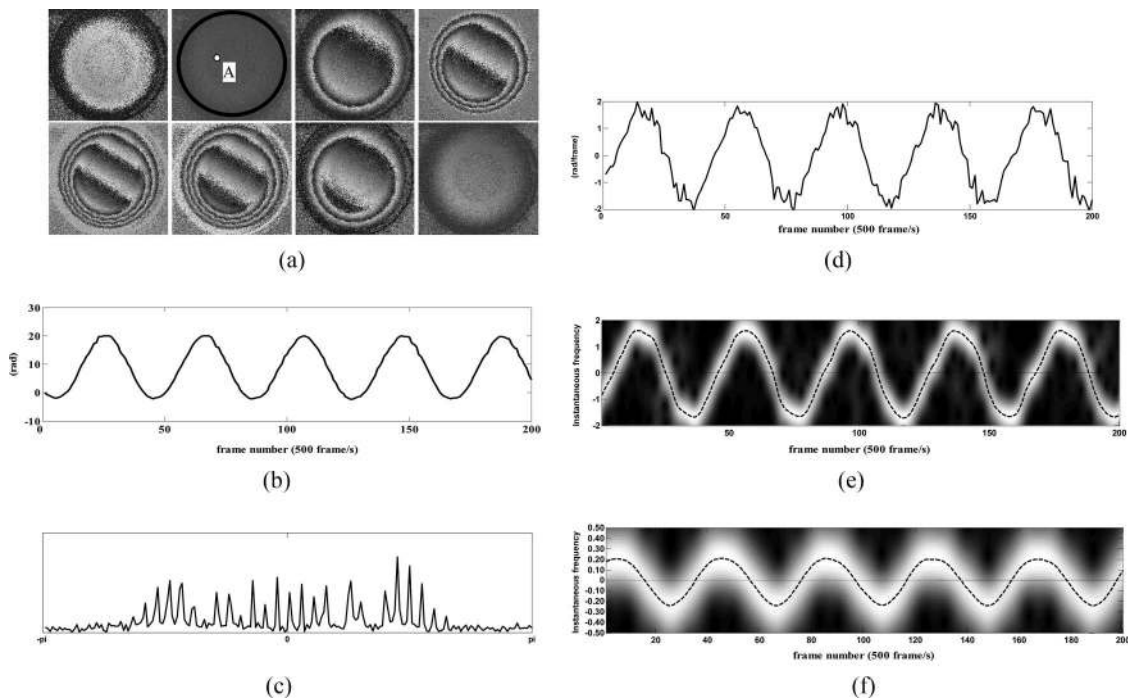 A
(a)
30
20
10
0
-10
(rad)
0 50 100 150 200
frame number (500 frame/s)
(b)
-pi 0 pi
(c)
2
1
0
-1
-2
(rad/frame)
0 50 100 150 200
frame number (500 frame/s)
(d)
2
1
0
-1
-2
Instantaneous frequency
50 100 150 200
frame number (500 frame/s)
(e)
0.50
0.40
0.30
0.20
0.10
0
-0.10
-0.20
-0.30
-0.40
-0.50
Instantaneous frequency
20 40 60 80 100 120 140 160 180 200
frame number (500 frame/s)
(f)